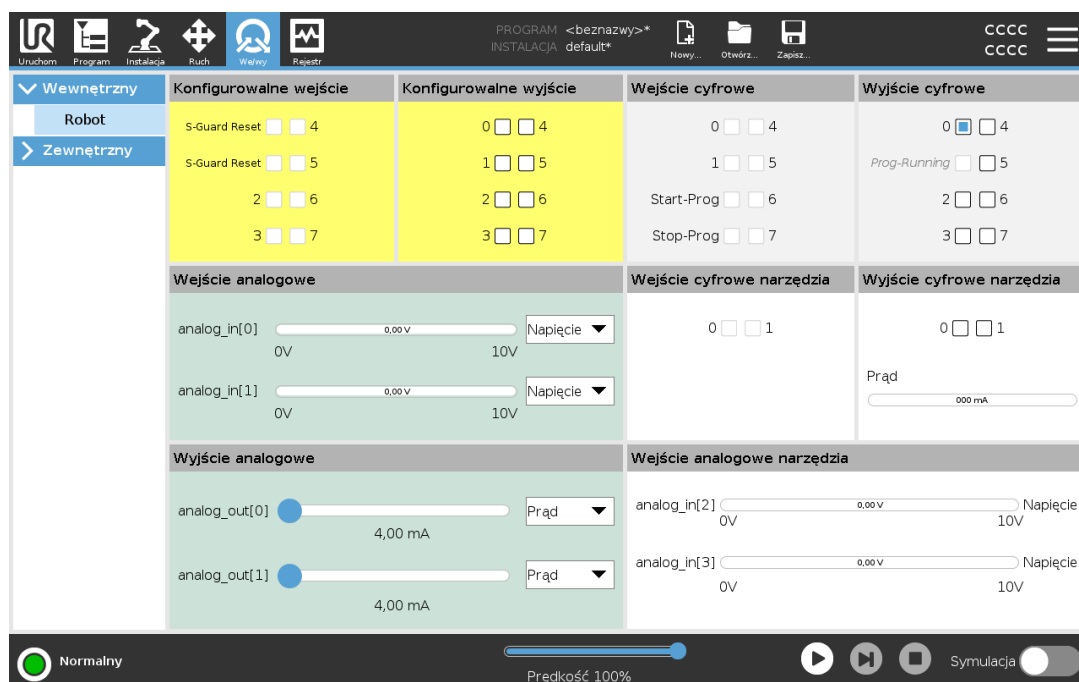 PROGRAM <beznazwy>*
INSTALACJA default*
cccc
cccc
Uruchom Program Instalacja Ruch We/wy Rejestr Nowy... Otwórz... Zapisz...
Wewnętrzny
Robot
Zewnętrzny
Konfigurowalne wejście
S-Guard Reset 4
S-Guard Reset 5
2 6
3 7
Konfigurowalne wyjście
0 4
1 5
2 6
3 7
Wejście cyfrowe
0 4
1 5
Start-Prog 6
Stop-Prog 7
Wyjście cyfrowe
0 4
Prog-Running 5
2 6
3 7
Wejście analogowe
analog_in[0] 0,00 V Napięcie
0V 10V
analog_in[1] 0,00 V Napięcie
0V 10V
Wejście cyfrowe narzędzia
0 1
Wyjście cyfrowe narzędzia
0 1
Prąd
000 mA
Wyjście analogowe
analog_out[0] Prąd
4,00 mA
analog_out[1] Prąd
4,00 mA
Wejście analogowe narzędzia
analog_in[2] 0,00 V Napięcie
0V 10V
analog_in[3] 0,00 V Napięcie
0V 10V
Normalny
Prędkość 100%
Symulacja